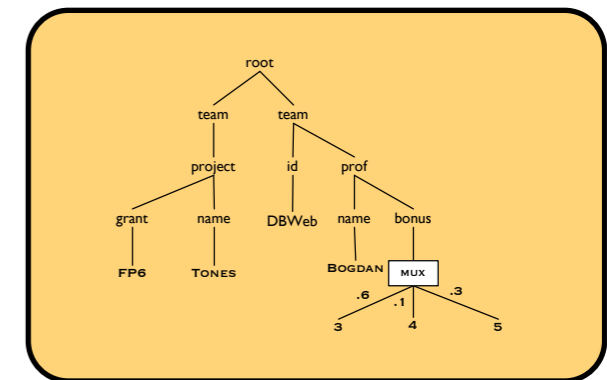 root
team team
project id prof
grant name DBWeb name bonus
FP6 TONES BOGDAN MUX
.6 .1 .3
3 4 5